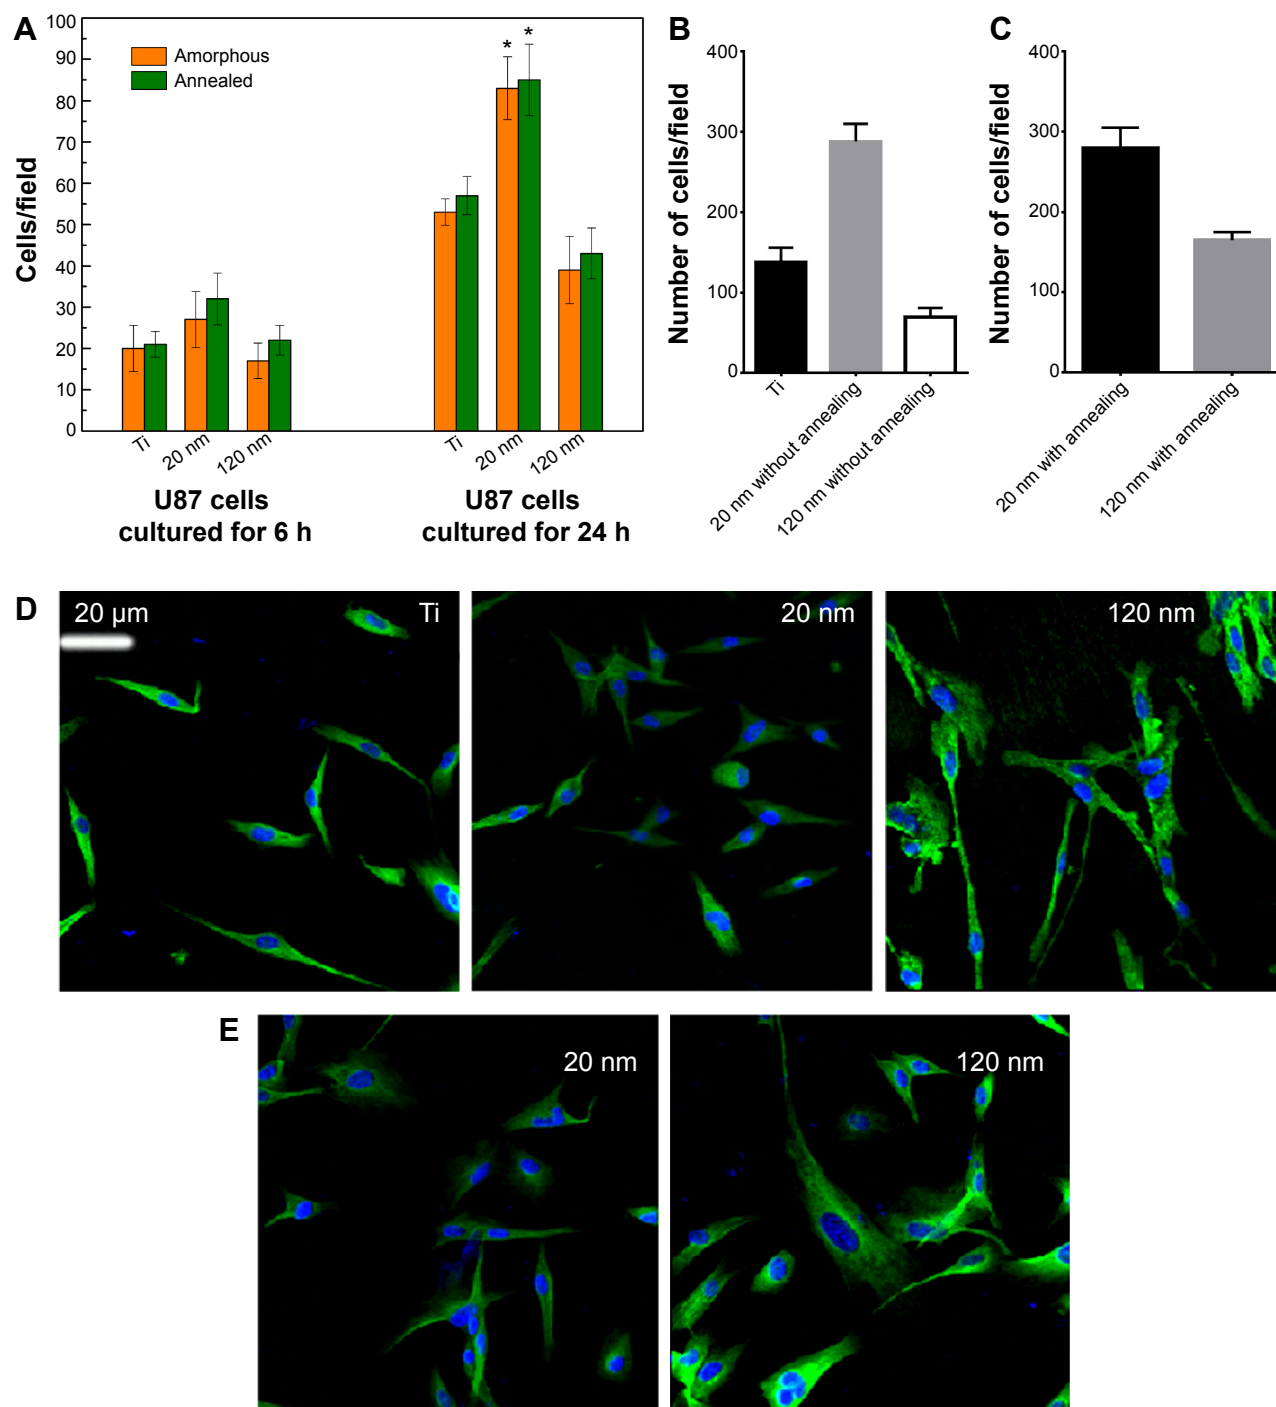 A
100
90
80
70
60
50
40
30
20
10
0
Cells/field
Amorphous
Annealed
*
*
Ti
20 nm
120 nm
Ti
20 nm
120 nm
U87 cells
cultured for 6 h
U87 cells
cultured for 24 h
B
400
300
200
100
0
Number of cells/field
Ti
20 nm without annealing
120 nm without annealing
C
400
300
200
100
0
Number of cells/field
20 nm with annealing
120 nm with annealing
D
20 µm
Ti
20 nm
120 nm
E
20 nm
120 nm